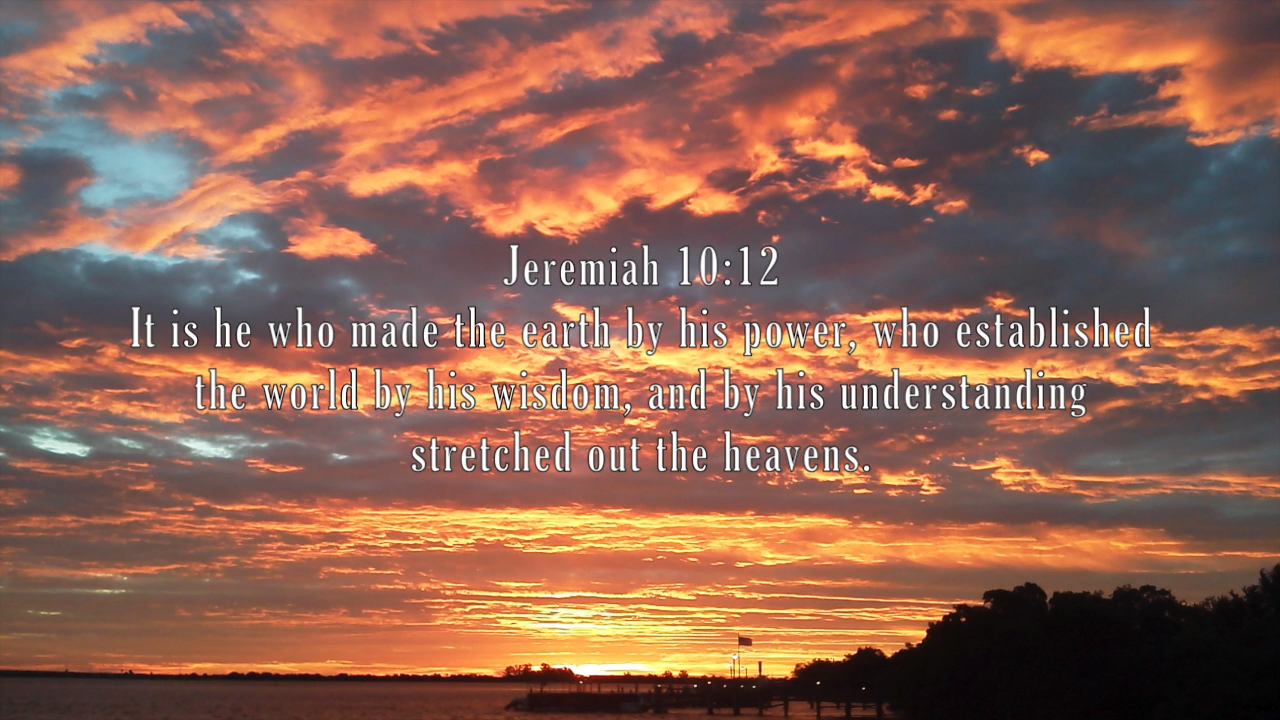 Jeremiah 10:12
It is he who made the earth by his power, who established
the world by his wisdom, and by his understanding
stretched out the heavens.